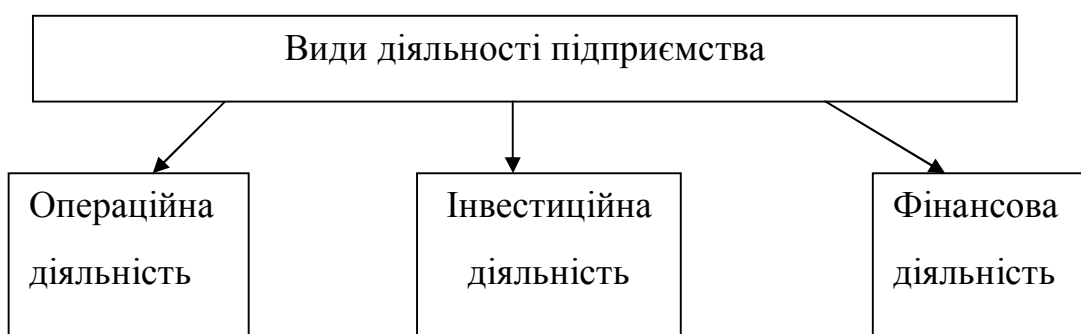 Види діяльності підприємства
Операційна
діяльність
Інвестиційна
діяльність
Фінансова
діяльність